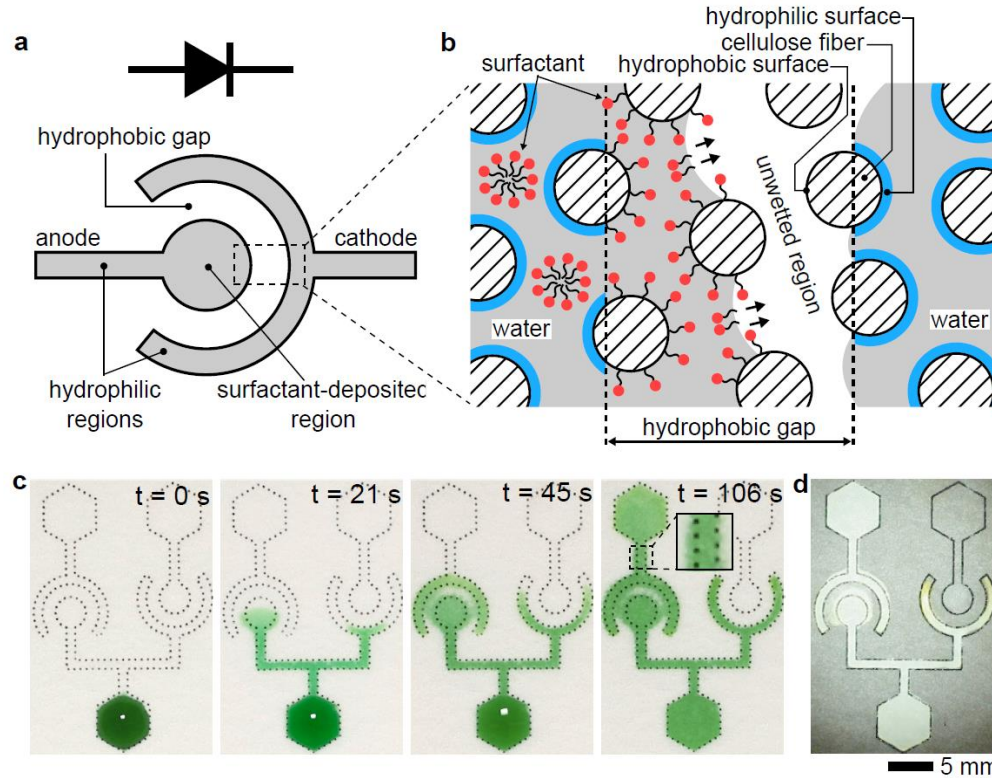 a
hydrophobic gap
anode
cathode
hydrophilic
regions
surfactant-deposited
region
b
surfactant
hydrophilic surface
cellulose fiber
hydrophobic surface
unwetted region
water
water
hydrophobic gap
c
t = 0 s
t = 21 s
t = 45 s
t = 106 s
d
5 mm